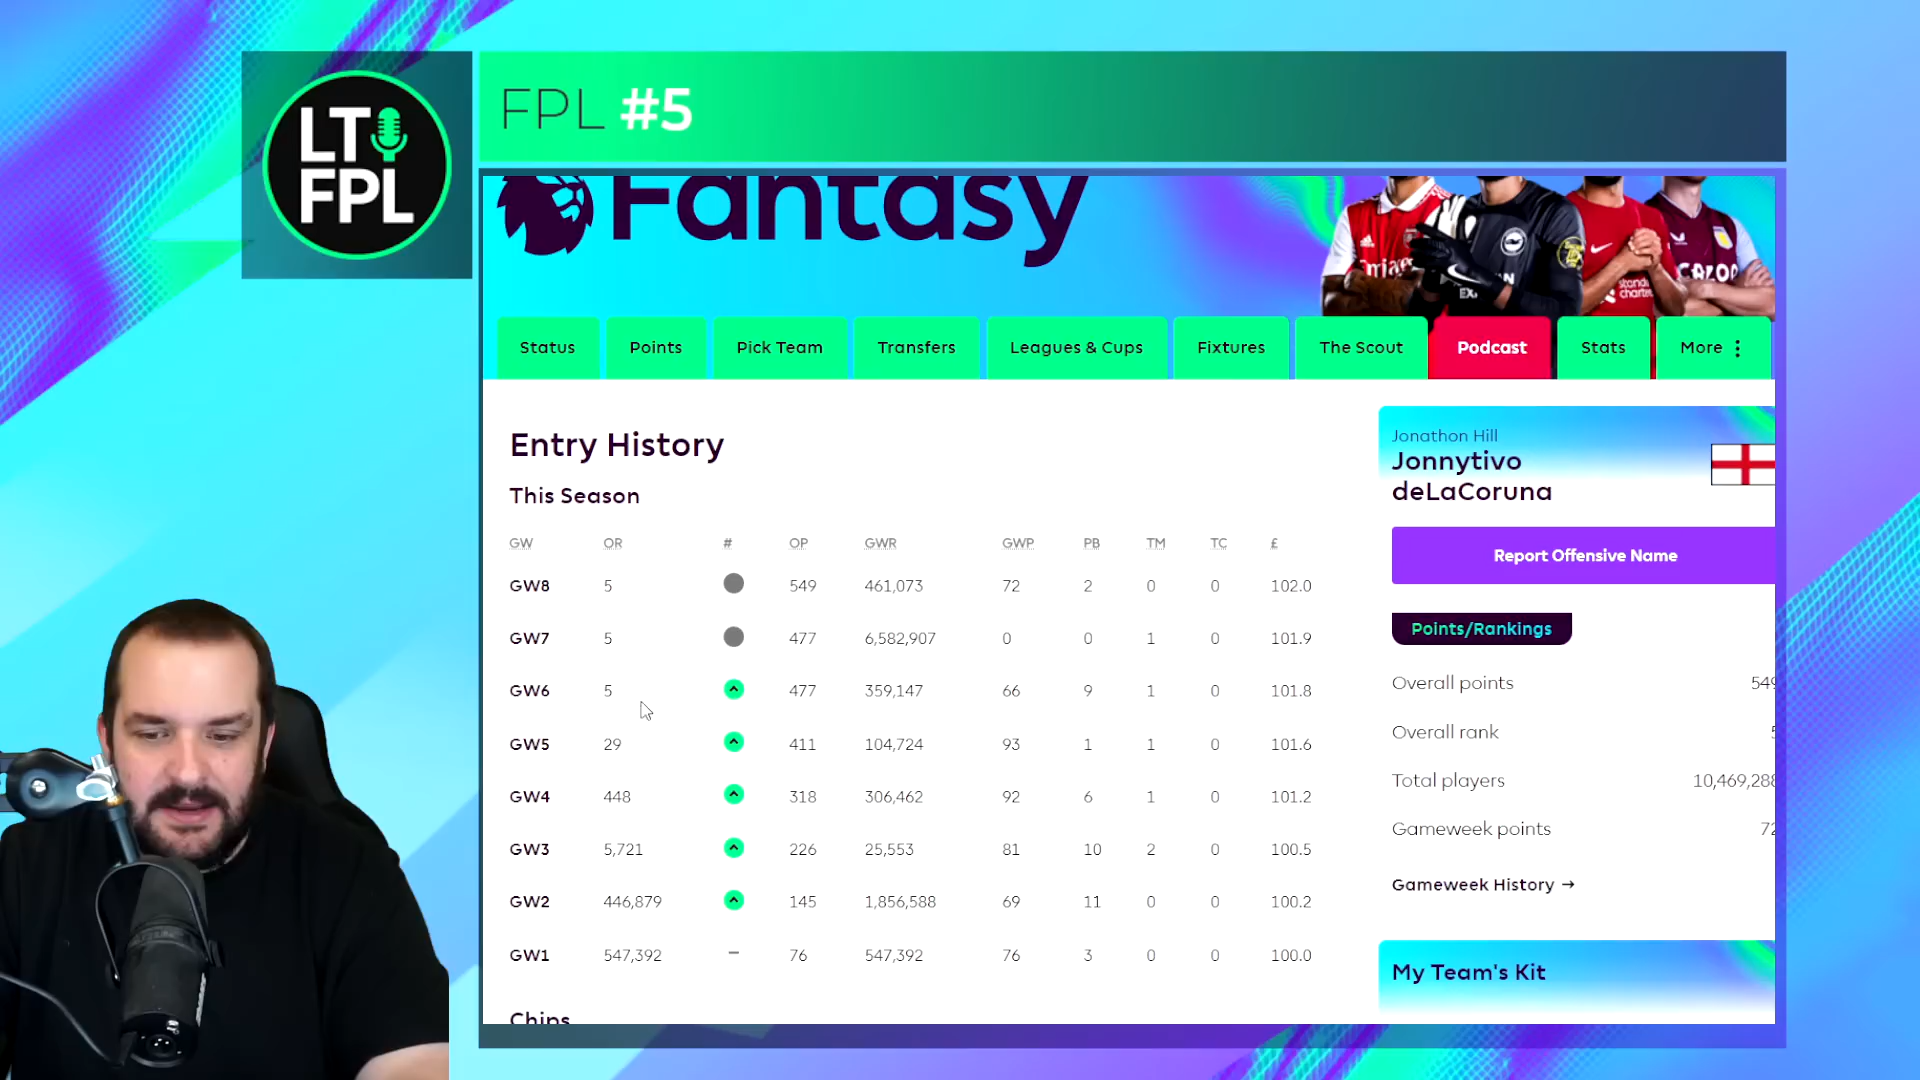 LT
FPL
FPL #5
Fantasy
Status Points Pick Team Transfers Leagues & Cups Fixtures The Scout Podcast Stats More
Entry History
This Season
GW OR # OP GWR GWP PB TM TC £
GW8 5 549 461,073 72 2 0 0 102.0
GW7 5 477 6,582,907 0 0 1 0 101.9
GW6 5 477 359,147 66 9 1 0 101.8
GW5 29 411 104,724 93 1 1 0 101.6
GW4 448 318 306,462 92 6 1 0 101.2
GW3 5,721 226 25,553 81 10 2 0 100.5
GW2 446,879 145 1,856,588 69 11 0 0 100.2
GW1 547,392 – 76 547,392 76 3 0 0 100.0
Chips
Jonathon Hill
Jonnytivo
deLaCoruna
Report Offensive Name
Points/Rankings
Overall points 549
Overall rank 5
Total players 10,469,288
Gameweek points 72
Gameweek History →
My Team's Kit